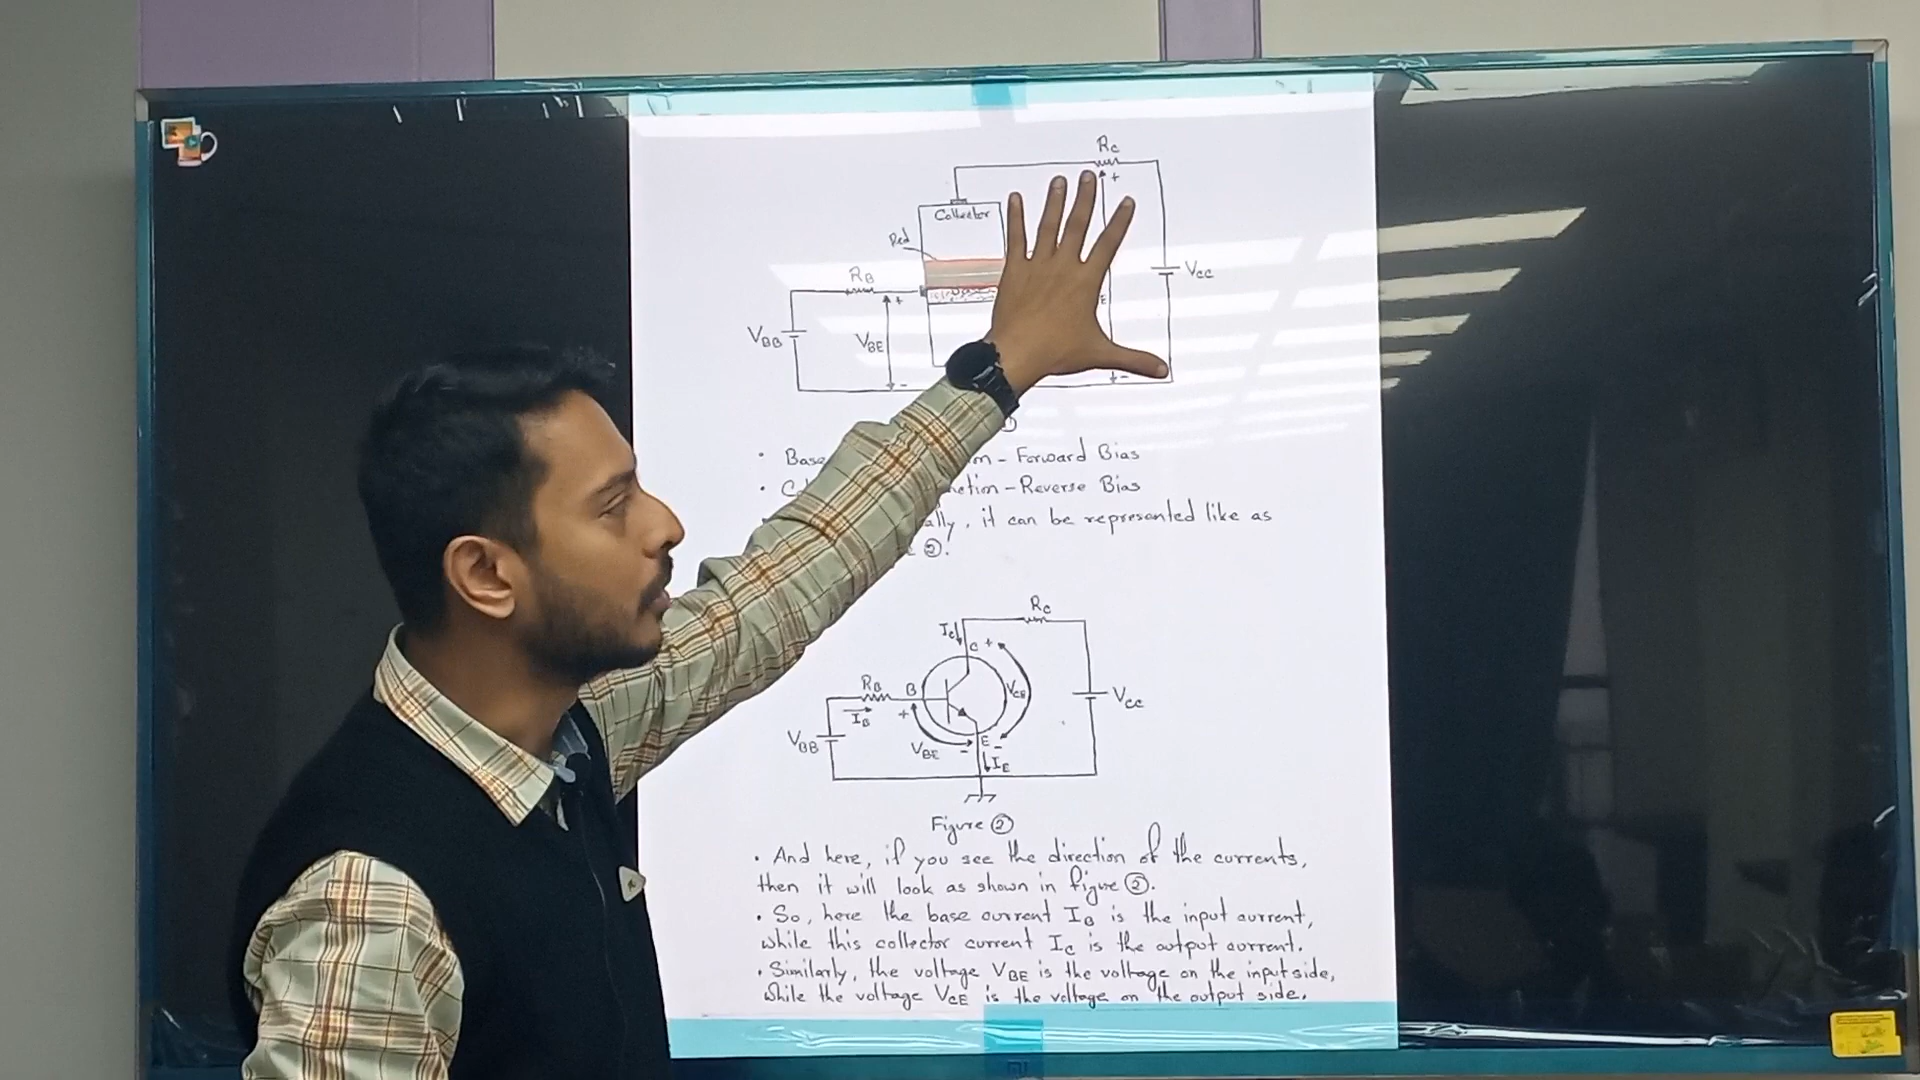 Rc
+
Collector
Red
RB
+
Base
VCC
VBB
VBE
E
-
-
①
• Base – Forward Bias
• – Reverse Bias
, it can be represented like as
②.
Rc
Ic
C +
RB
B
VCE
IB
+
VCC
VBB
VBE
-
E
-
IE
Figure ②
• And here, if you see the direction of the currents,
then it will look as shown in figure ②.
• So, here the base current IB is the input current,
while this collector current Ic is the output current.
• Similarly, the voltage VBE is the voltage on the input side,
while the voltage VCE is the voltage on the output side.